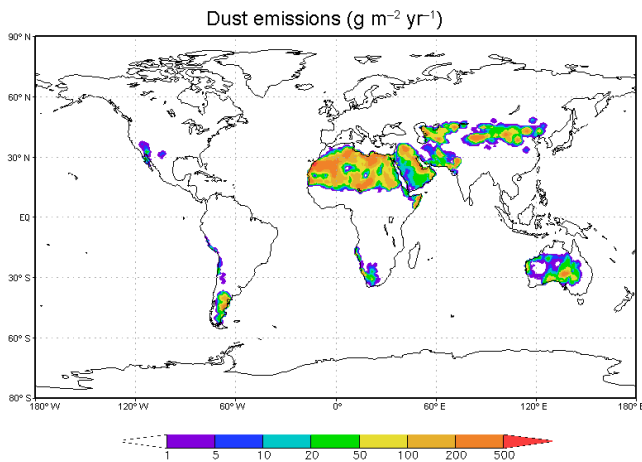 Dust emissions (g m⁻² yr⁻¹)
90° N
60° N
30° N
EQ
30° S
60° S
80° S
180° W 120° W 60° W 0° 60° E 120° E 180° E
1 5 10 20 50 100 200 500